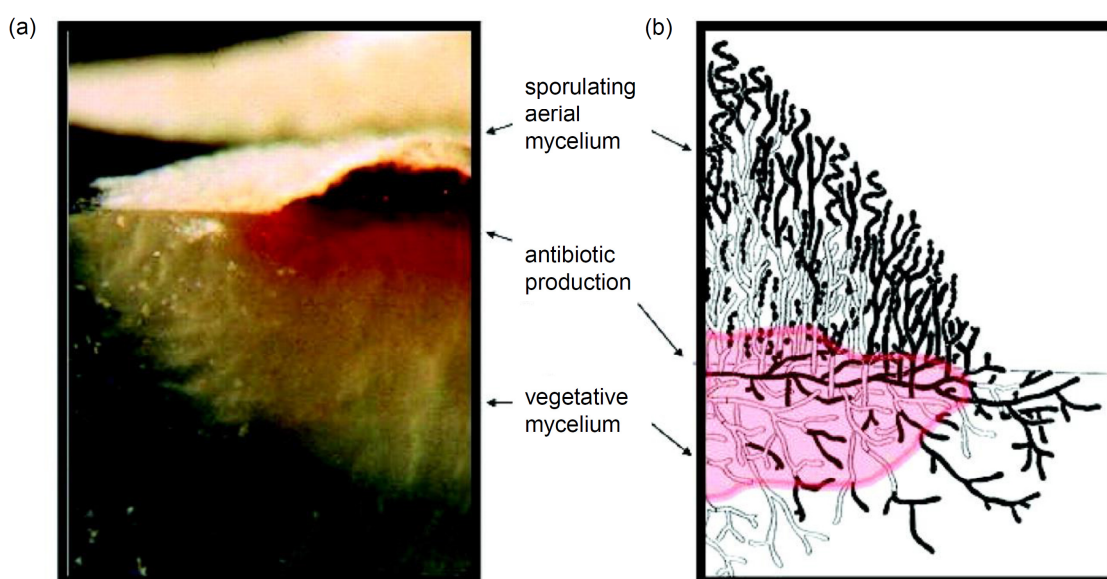 (a)
(b)
sporulating
aerial
mycelium
antibiotic
production
vegetative
mycelium